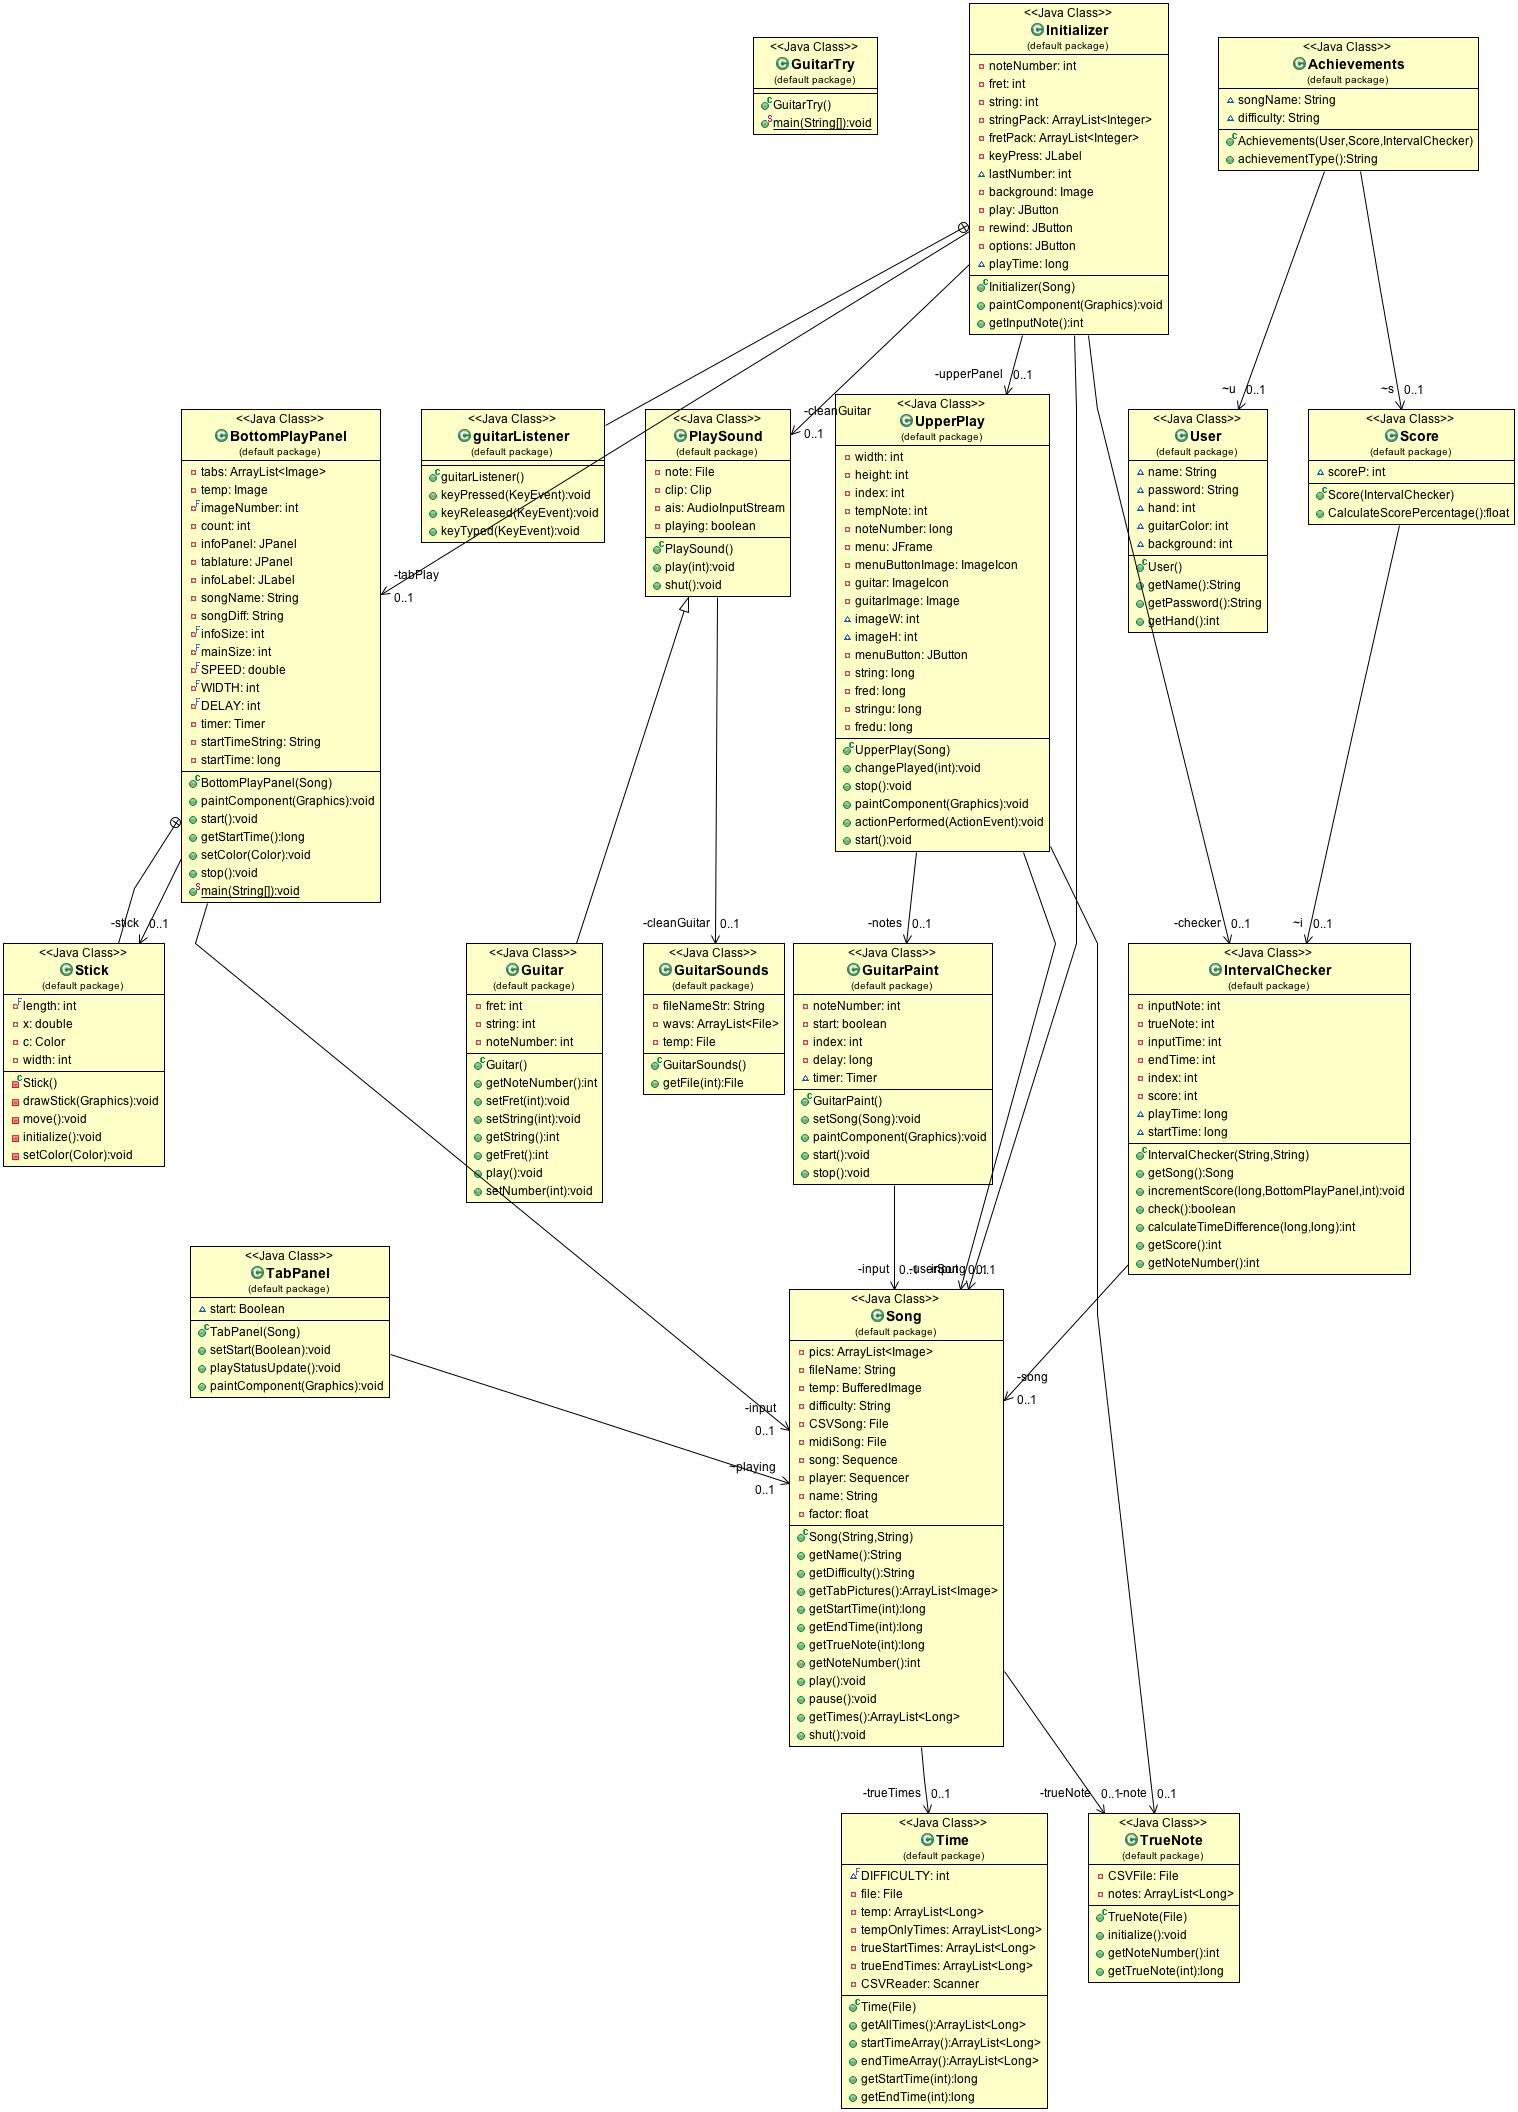 <<Java Class>>
GuitarTry
(default package)
GuitarTry()
main(String[]):void
<<Java Class>>
Initializer
(default package)
noteNumber: int
fret: int
string: int
stringPack: ArrayList<Integer>
fretPack: ArrayList<Integer>
keyPress: JLabel
lastNumber: int
background: Image
play: JButton
rewind: JButton
options: JButton
playTime: long
Initializer(Song)
paintComponent(Graphics):void
getInputNote():int
<<Java Class>>
Achievements
(default package)
songName: String
difficulty: String
Achievements(User,Score,IntervalChecker)
achievementType():String
-upperPanel 0..1
-cleanGuitar
0..1
-tabPlay
0..1
~u 0..1
~s 0..1
<<Java Class>>
BottomPlayPanel
(default package)
tabs: ArrayList<Image>
temp: Image
imageNumber: int
count: int
infoPanel: JPanel
tablature: JPanel
infoLabel: JLabel
songName: String
songDiff: String
infoSize: int
mainSize: int
SPEED: double
WIDTH: int
DELAY: int
timer: Timer
startTimeString: String
startTime: long
BottomPlayPanel(Song)
paintComponent(Graphics):void
start():void
getStartTime():long
setColor(Color):void
stop():void
main(String[]):void
<<Java Class>>
guitarListener
(default package)
guitarListener()
keyPressed(KeyEvent):void
keyReleased(KeyEvent):void
keyTyped(KeyEvent):void
<<Java Class>>
PlaySound
(default package)
note: File
clip: Clip
ais: AudioInputStream
playing: boolean
PlaySound()
play(int):void
shut():void
<<Java Class>>
UpperPlay
(default package)
width: int
height: int
index: int
tempNote: int
noteNumber: long
menu: JFrame
menuButtonImage: ImageIcon
guitar: ImageIcon
guitarImage: Image
imageW: int
imageH: int
menuButton: JButton
string: long
fred: long
stringu: long
fredu: long
UpperPlay(Song)
changePlayed(int):void
stop():void
paintComponent(Graphics):void
actionPerformed(ActionEvent):void
start():void
<<Java Class>>
User
(default package)
name: String
password: String
hand: int
guitarColor: int
background: int
User()
getName():String
getPassword():String
getHand():int
<<Java Class>>
Score
(default package)
scoreP: int
Score(IntervalChecker)
CalculateScorePercentage():float
-stick 0..1
-cleanGuitar 0..1
-notes 0..1
-checker 0..1
~i 0..1
<<Java Class>>
Stick
(default package)
length: int
x: double
c: Color
width: int
Stick()
drawStick(Graphics):void
move():void
initialize():void
setColor(Color):void
<<Java Class>>
Guitar
(default package)
fret: int
string: int
noteNumber: int
Guitar()
getNoteNumber():int
setFret(int):void
setString(int):void
getString():int
getFret():int
play():void
setNumber(int):void
<<Java Class>>
GuitarSounds
(default package)
fileNameStr: String
wavs: ArrayList<File>
temp: File
GuitarSounds()
getFile(int):File
<<Java Class>>
GuitarPaint
(default package)
noteNumber: int
start: boolean
index: int
delay: long
timer: Timer
GuitarPaint()
setSong(Song):void
paintComponent(Graphics):void
start():void
stop():void
<<Java Class>>
IntervalChecker
(default package)
inputNote: int
trueNote: int
inputTime: int
endTime: int
index: int
score: int
playTime: long
startTime: long
IntervalChecker(String,String)
getSong():Song
incrementScore(long,BottomPlayPanel,int):void
check():boolean
calculateTimeDifference(long,long):int
getScore():int
getNoteNumber():int
<<Java Class>>
TabPanel
(default package)
start: Boolean
TabPanel(Song)
setStart(Boolean):void
playStatusUpdate():void
paintComponent(Graphics):void
-input 0..1
-song
0..1
-input
0..1
~playing
0..1
<<Java Class>>
Song
(default package)
pics: ArrayList<Image>
fileName: String
temp: BufferedImage
difficulty: String
CSVSong: File
midiSong: File
song: Sequence
player: Sequencer
name: String
factor: float
Song(String,String)
getName():String
getDifficulty():String
getTabPictures():ArrayList<Image>
getStartTime(int):long
getEndTime(int):long
getTrueNote(int):long
getNoteNumber():int
play():void
pause():void
getTimes():ArrayList<Long>
shut():void
-trueTimes 0..1
-trueNote 0..1
-note 0..1
<<Java Class>>
Time
(default package)
DIFFICULTY: int
file: File
temp: ArrayList<Long>
tempOnlyTimes: ArrayList<Long>
trueStartTimes: ArrayList<Long>
trueEndTimes: ArrayList<Long>
CSVReader: Scanner
Time(File)
getAllTimes():ArrayList<Long>
startTimeArray():ArrayList<Long>
endTimeArray():ArrayList<Long>
getStartTime(int):long
getEndTime(int):long
<<Java Class>>
TrueNote
(default package)
CSVFile: File
notes: ArrayList<Long>
TrueNote(File)
initialize():void
getNoteNumber():int
getTrueNote(int):long